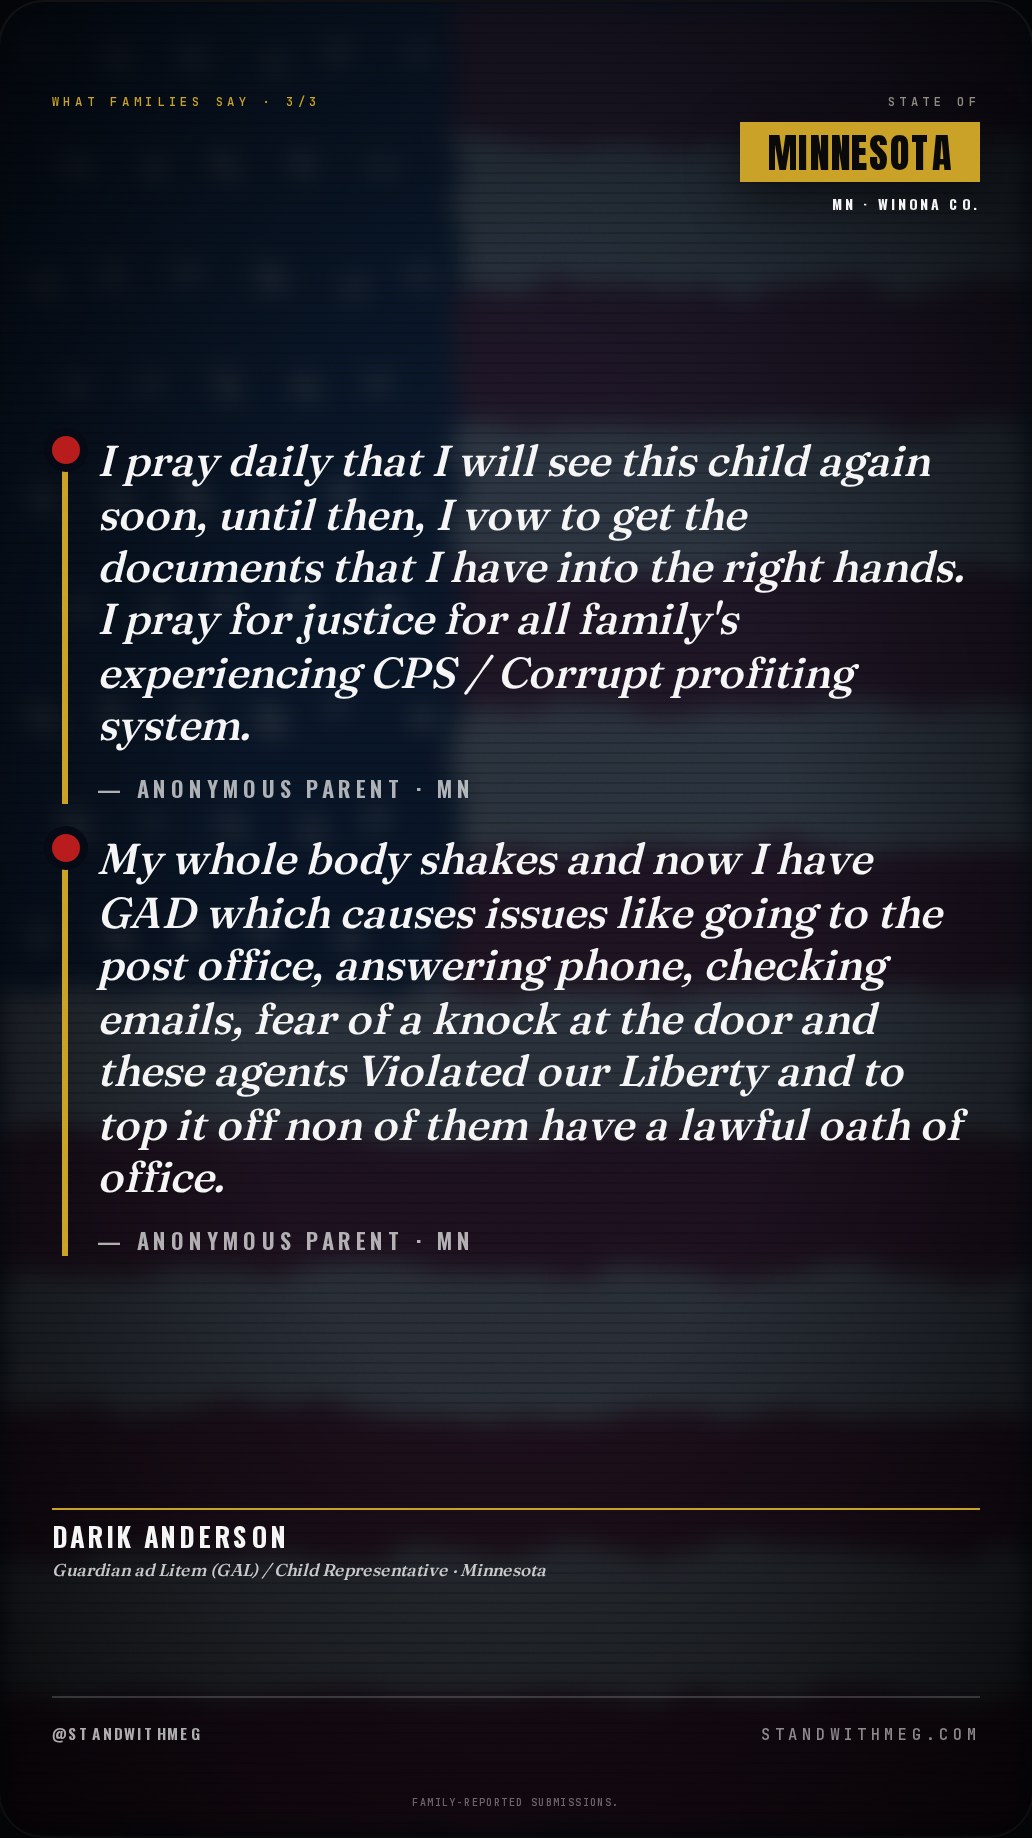 WHAT FAMILIES SAY · 3/3
STATE OF
MINNESOTA
MN · WINONA CO.
I pray daily that I will see this child again
soon, until then, I vow to get the
documents that I have into the right hands.
I pray for justice for all family's
experiencing CPS / Corrupt profiting
system.
— ANONYMOUS PARENT · MN
My whole body shakes and now I have
GAD which causes issues like going to the
post office, answering phone, checking
emails, fear of a knock at the door and
these agents Violated our Liberty and to
top it off non of them have a lawful oath of
office.
— ANONYMOUS PARENT · MN
DARIK ANDERSON
Guardian ad Litem (GAL) / Child Representative · Minnesota
@STANDWITHMEG
STANDWITHMEG.COM
FAMILY-REPORTED SUBMISSIONS.